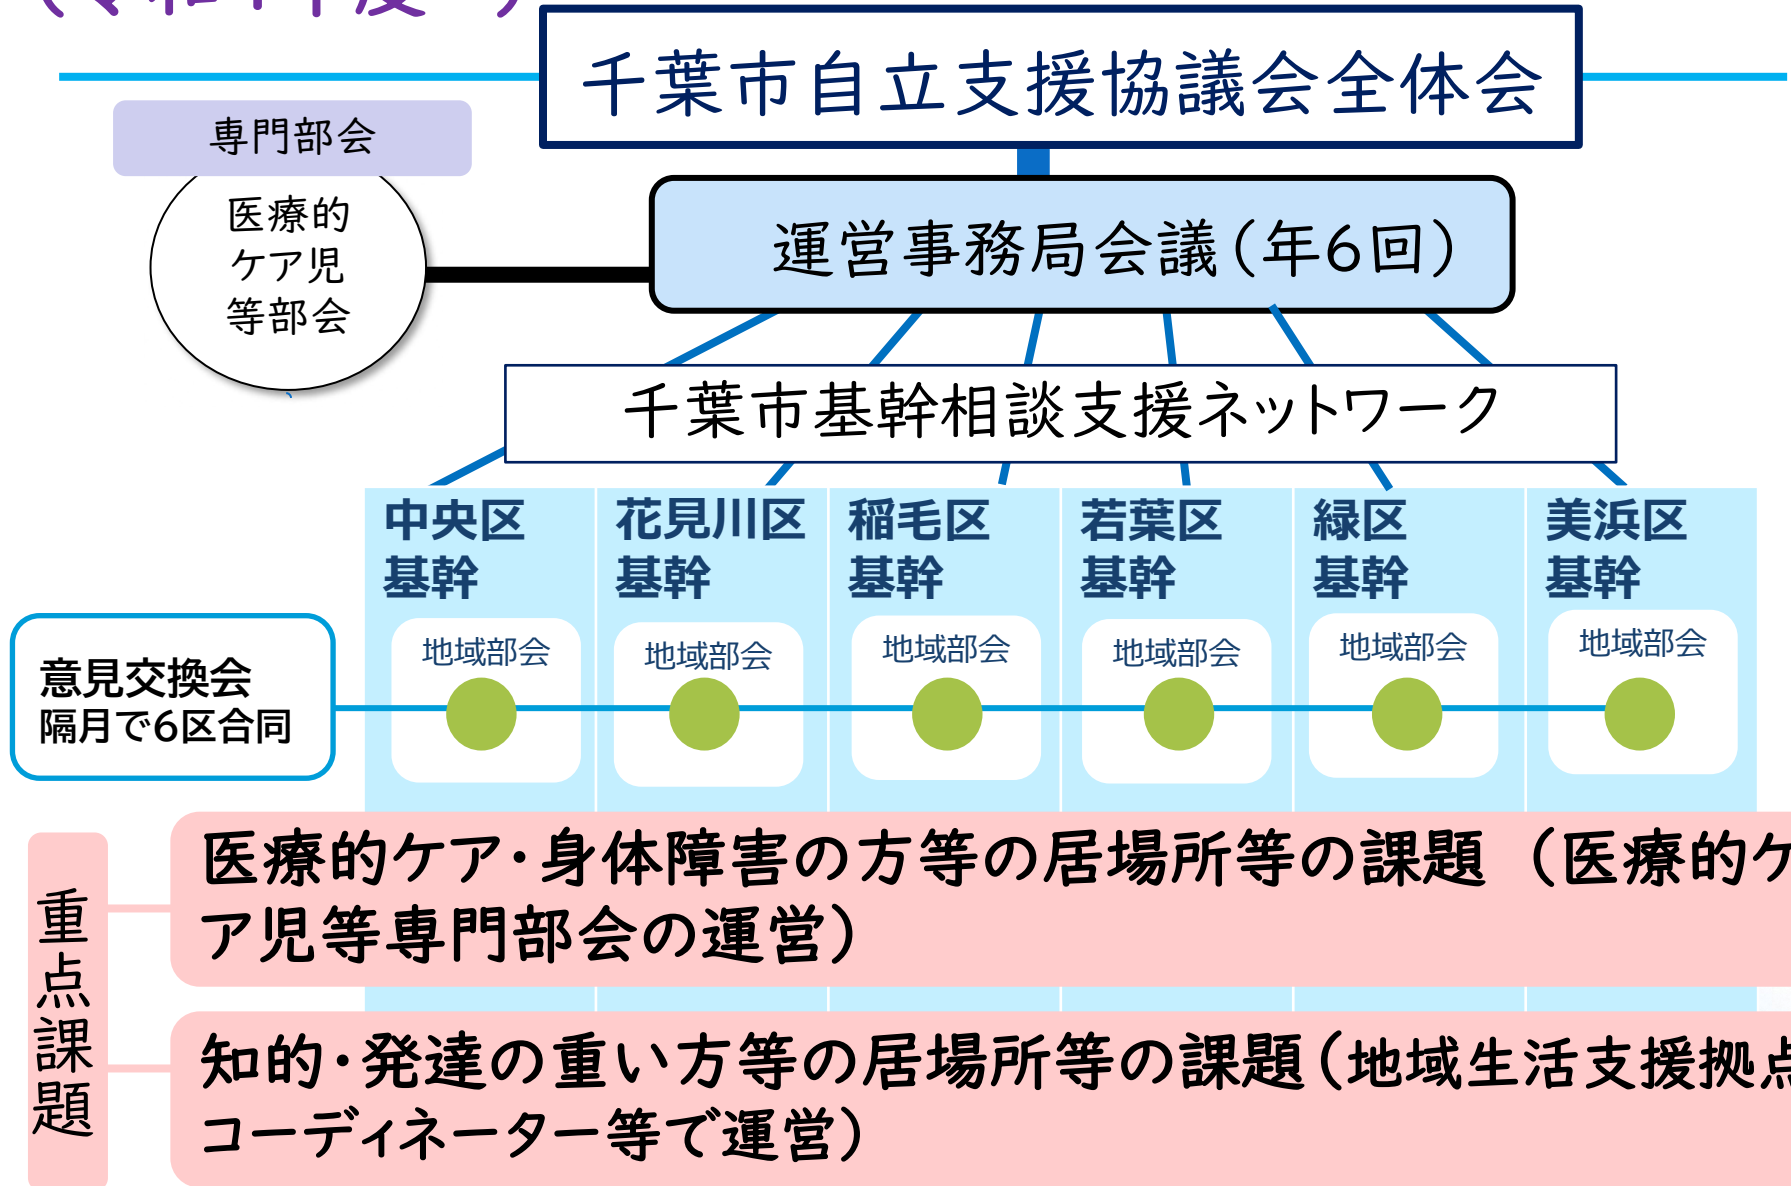 千葉市自立支援協議会全体会
専門部会
医療的
ケア児
等部会
運営事務局会議(年6回)
千葉市基幹相談支援ネットワーク
中央区
基幹
花見川区
基幹
稲毛区
基幹
若葉区
基幹
緑区
基幹
美浜区
基幹
地域部会
地域部会
地域部会
地域部会
地域部会
地域部会
意見交換会
隔月で6区合同
重点課題
医療的ケア・身体障害の方等の居場所等の課題 (医療的ケ
ア児等専門部会の運営)
知的・発達の重い方等の居場所等の課題(地域生活支援拠点
コーディネーター等で運営)